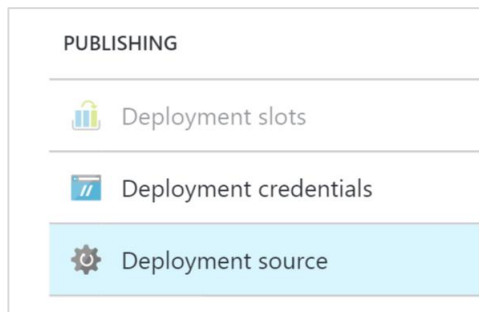 PUBLISHING
Deployment slots
Deployment credentials
Deployment source